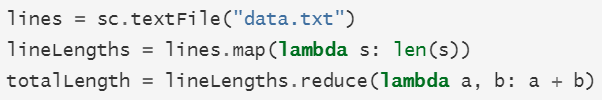 lines = sc.textFile("data.txt")
lineLengths = lines.map(lambda s: len(s))
totalLength = lineLengths.reduce(lambda a, b: a + b)